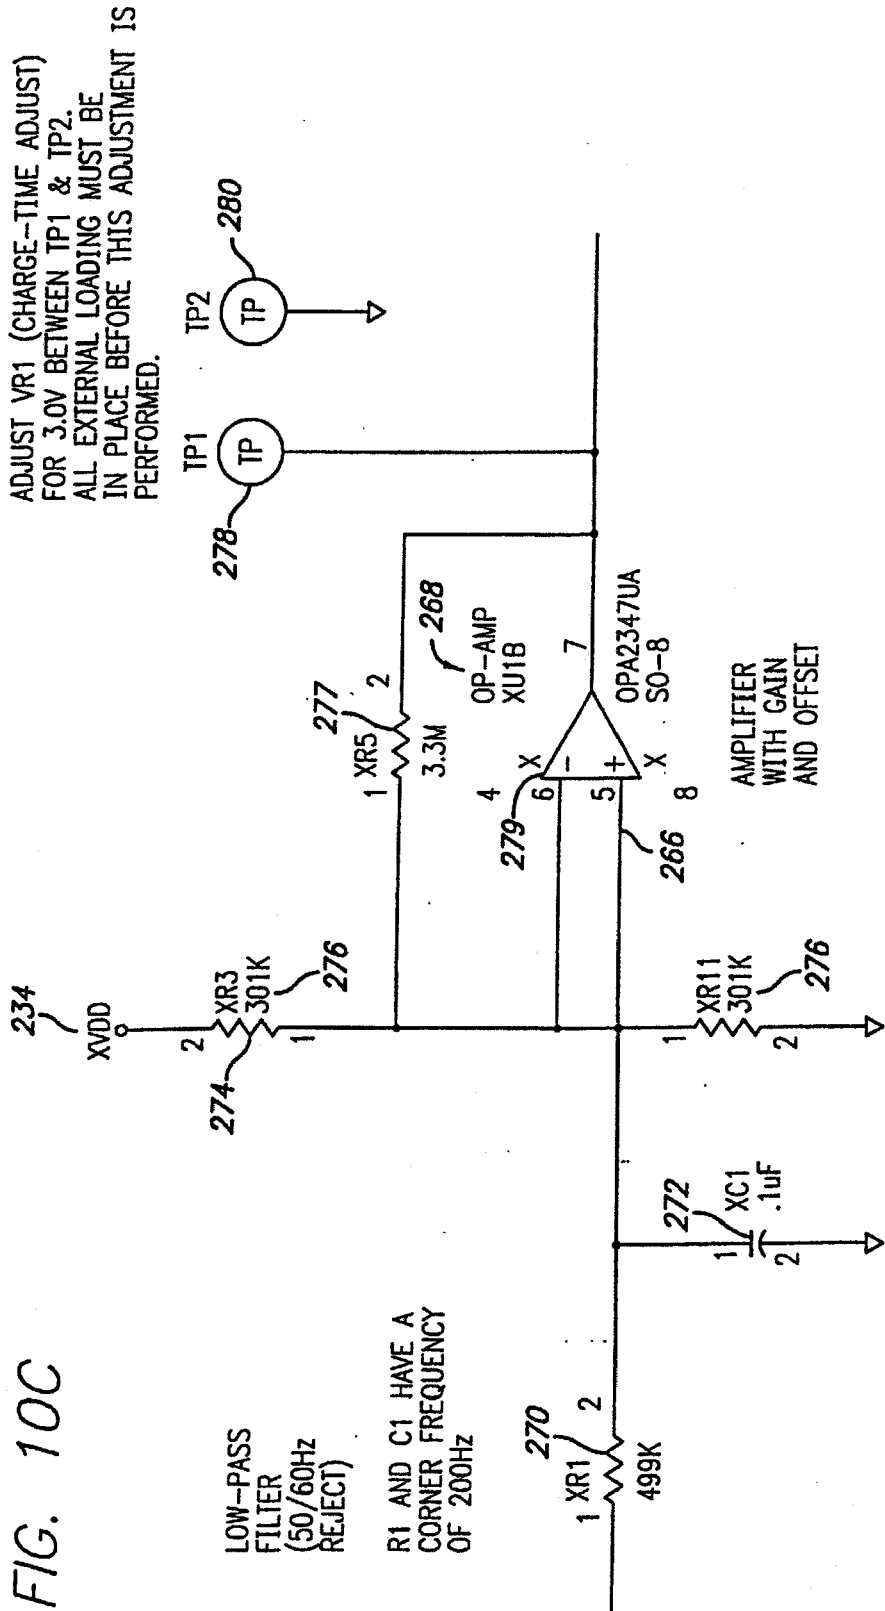 FIG. 10C
ADJUST VR1 (CHARGE-TIME ADJUST)
FOR 3.0V BETWEEN TP1 & TP2.
ALL EXTERNAL LOADING MUST BE
IN PLACE BEFORE THIS ADJUSTMENT IS
PERFORMED.
LOW-PASS
FILTER
(50/60Hz
REJECT)
R1 AND C1 HAVE A
CORNER FREQUENCY
OF 200Hz
234
XVDD
2
XR3
301K
276
274
1
TP1
TP
278
TP2
TP
280
277
1
XR5
2
3.3M
268
OP-AMP
XU1B
4
X
279
6
-
5
+
7
8
X
OPA2347UA
SO-8
266
AMPLIFIER
WITH GAIN
AND OFFSET
270
1
XR1
2
499K
272
1
XC1
.1uF
2
1
XR11
301K
276
2